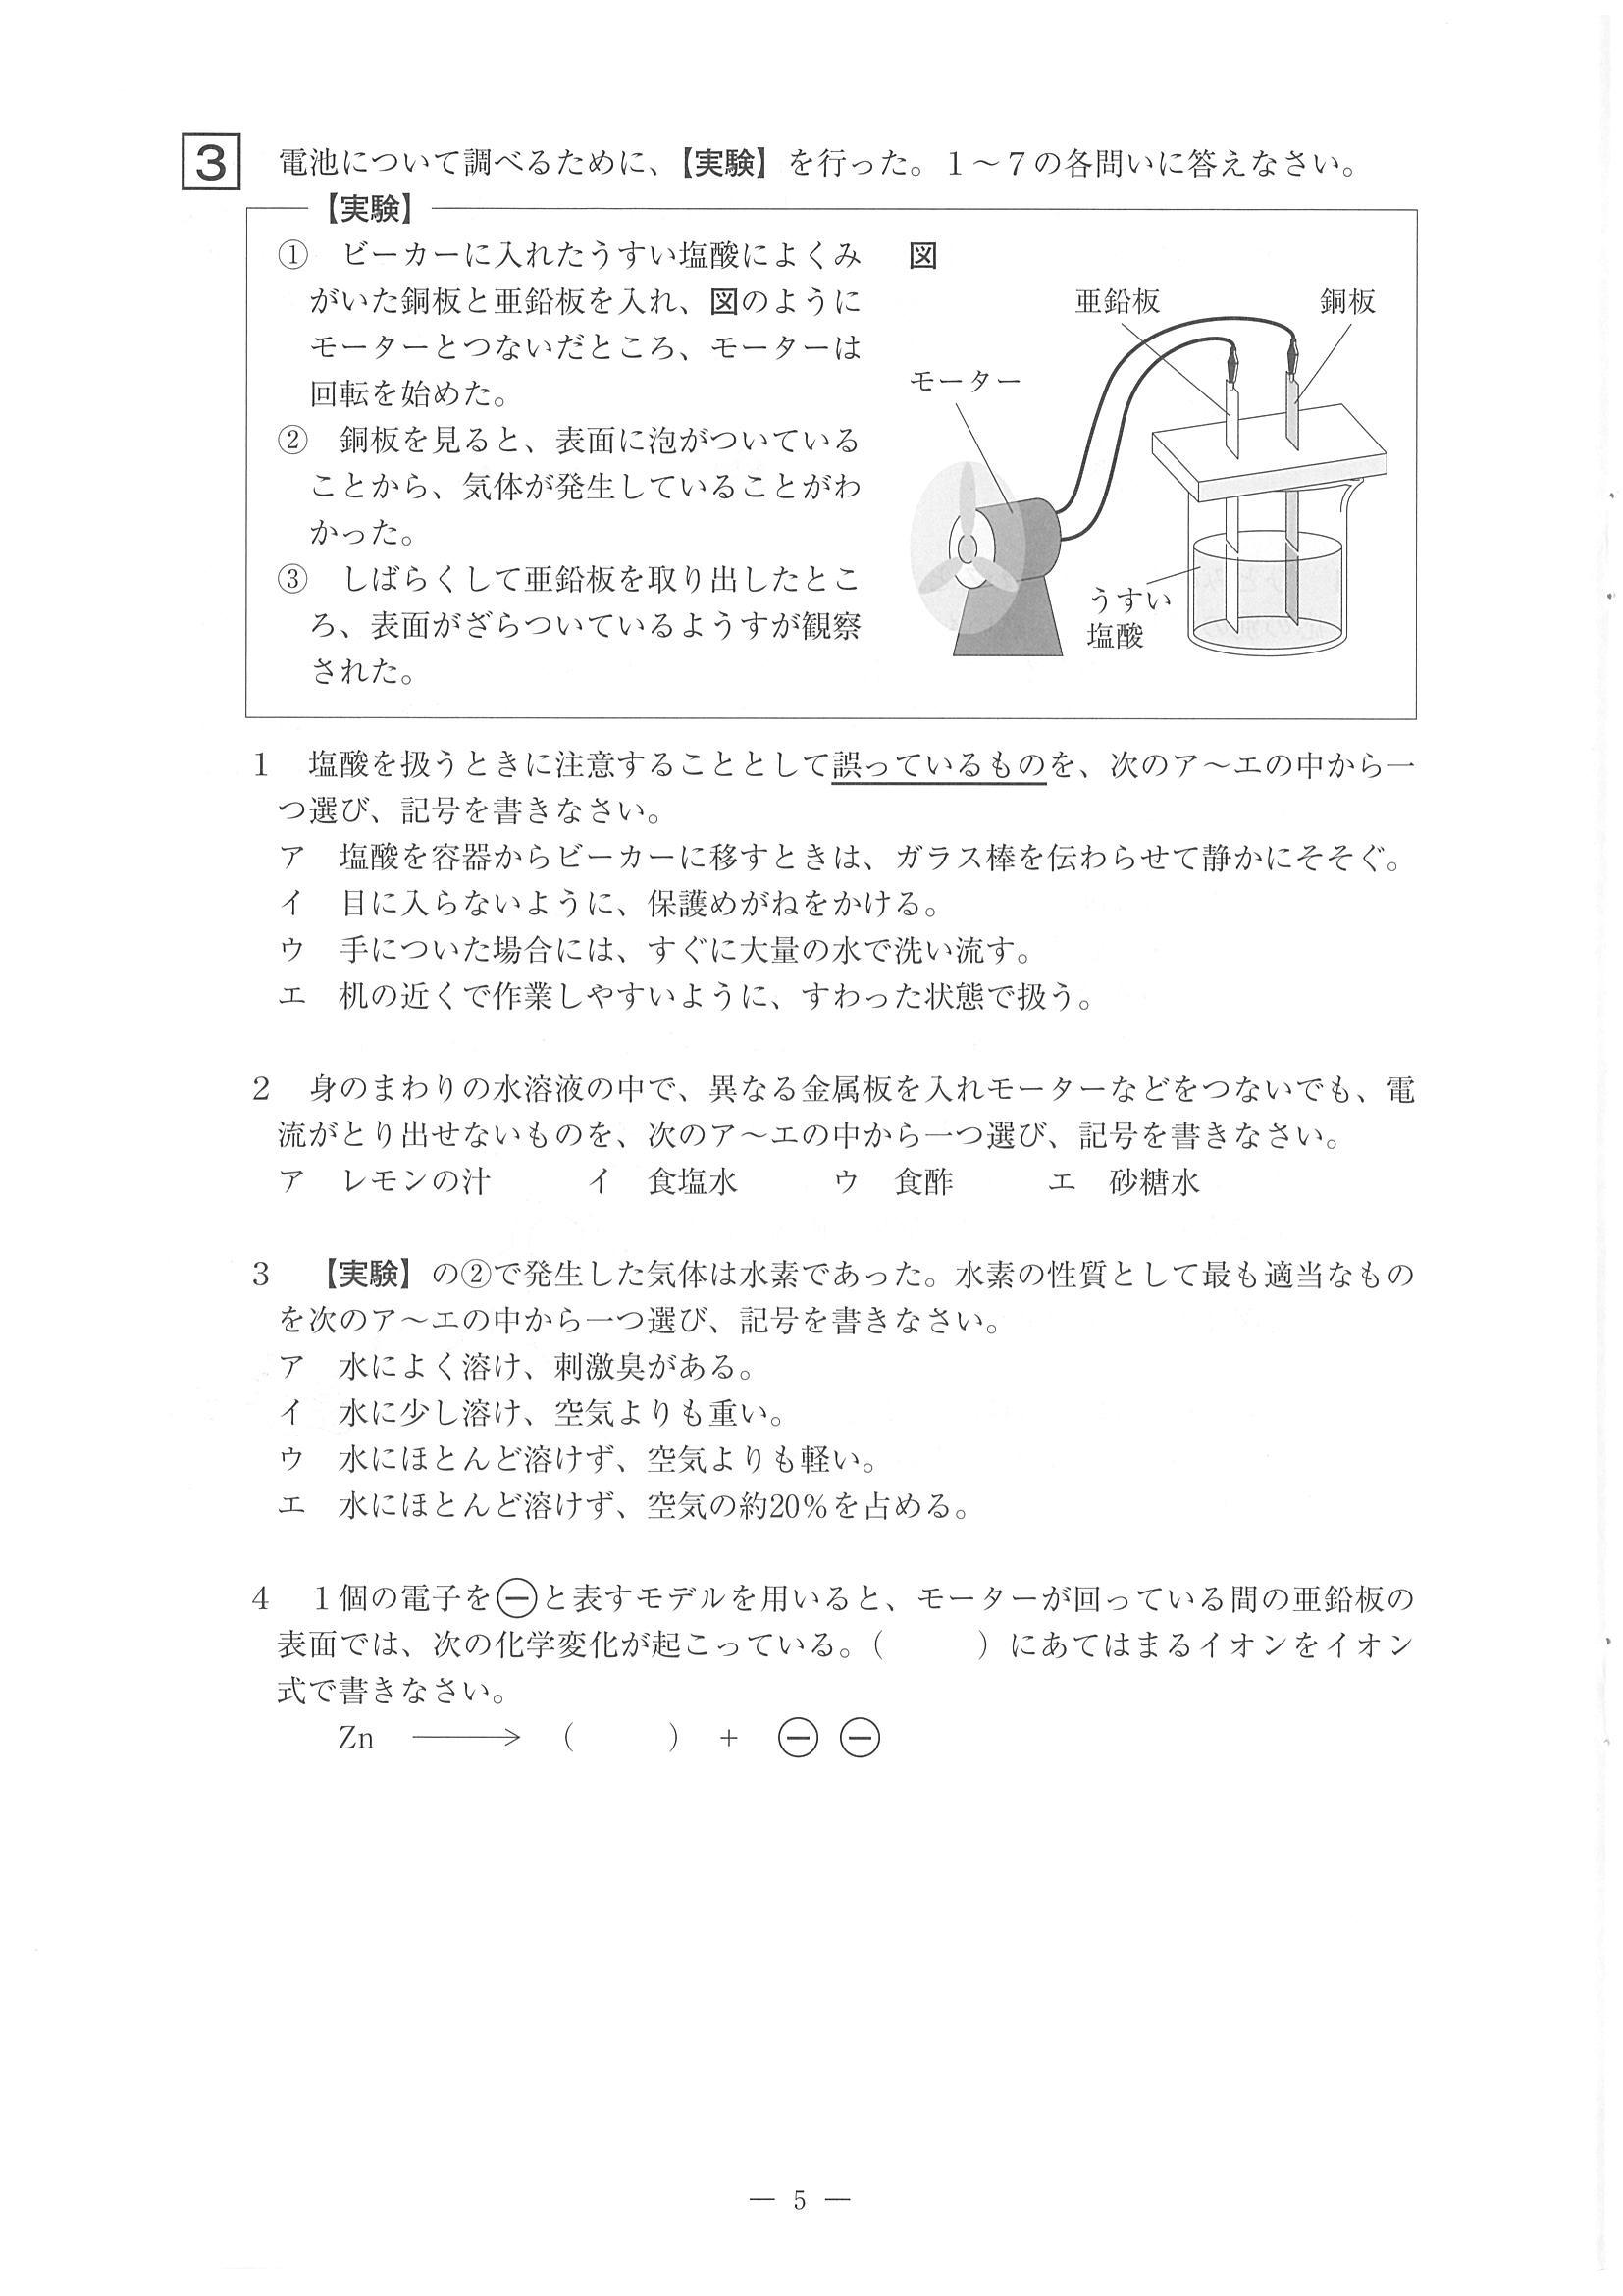 3 電池について調べるために、【実験】を行った。1～7の各問いに答えなさい。
【実験】
① ビーカーに入れたうすい塩酸によくみ
がいた銅板と亜鉛板を入れ、図のように
モーターとつないだところ、モーターは
回転を始めた。
② 銅板を見ると、表面に泡がついている
ことから、気体が発生していることがわ
かった。
③ しばらくして亜鉛板を取り出したとこ
ろ、表面がざらついているようすが観察
された。
図
亜鉛板
銅板
モーター
うすい
塩酸
1 塩酸を扱うときに注意することとして誤っているものを、次のア～エの中から一
つ選び、記号を書きなさい。
ア 塩酸を容器からビーカーに移すときは、ガラス棒を伝わらせて静かにそそぐ。
イ 目に入らないように、保護めがねをかける。
ウ 手についた場合には、すぐに大量の水で洗い流す。
エ 机の近くで作業しやすいように、すわった状態で扱う。
2 身のまわりの水溶液の中で、異なる金属板を入れモーターなどをつないでも、電
流がとり出せないものを、次のア～エの中から一つ選び、記号を書きなさい。
ア レモンの汁 イ 食塩水 ウ 食酢 エ 砂糖水
3 【実験】の②で発生した気体は水素であった。水素の性質として最も適当なもの
を次のア～エの中から一つ選び、記号を書きなさい。
ア 水によく溶け、刺激臭がある。
イ 水に少し溶け、空気よりも重い。
ウ 水にほとんど溶けず、空気よりも軽い。
エ 水にほとんど溶けず、空気の約20％を占める。
4 1個の電子を⊖と表すモデルを用いると、モーターが回っている間の亜鉛板の
表面では、次の化学変化が起こっている。（　　）にあてはまるイオンをイオン
式で書きなさい。
Zn ⟶ （　　） + ⊖ ⊖
― 5 ―